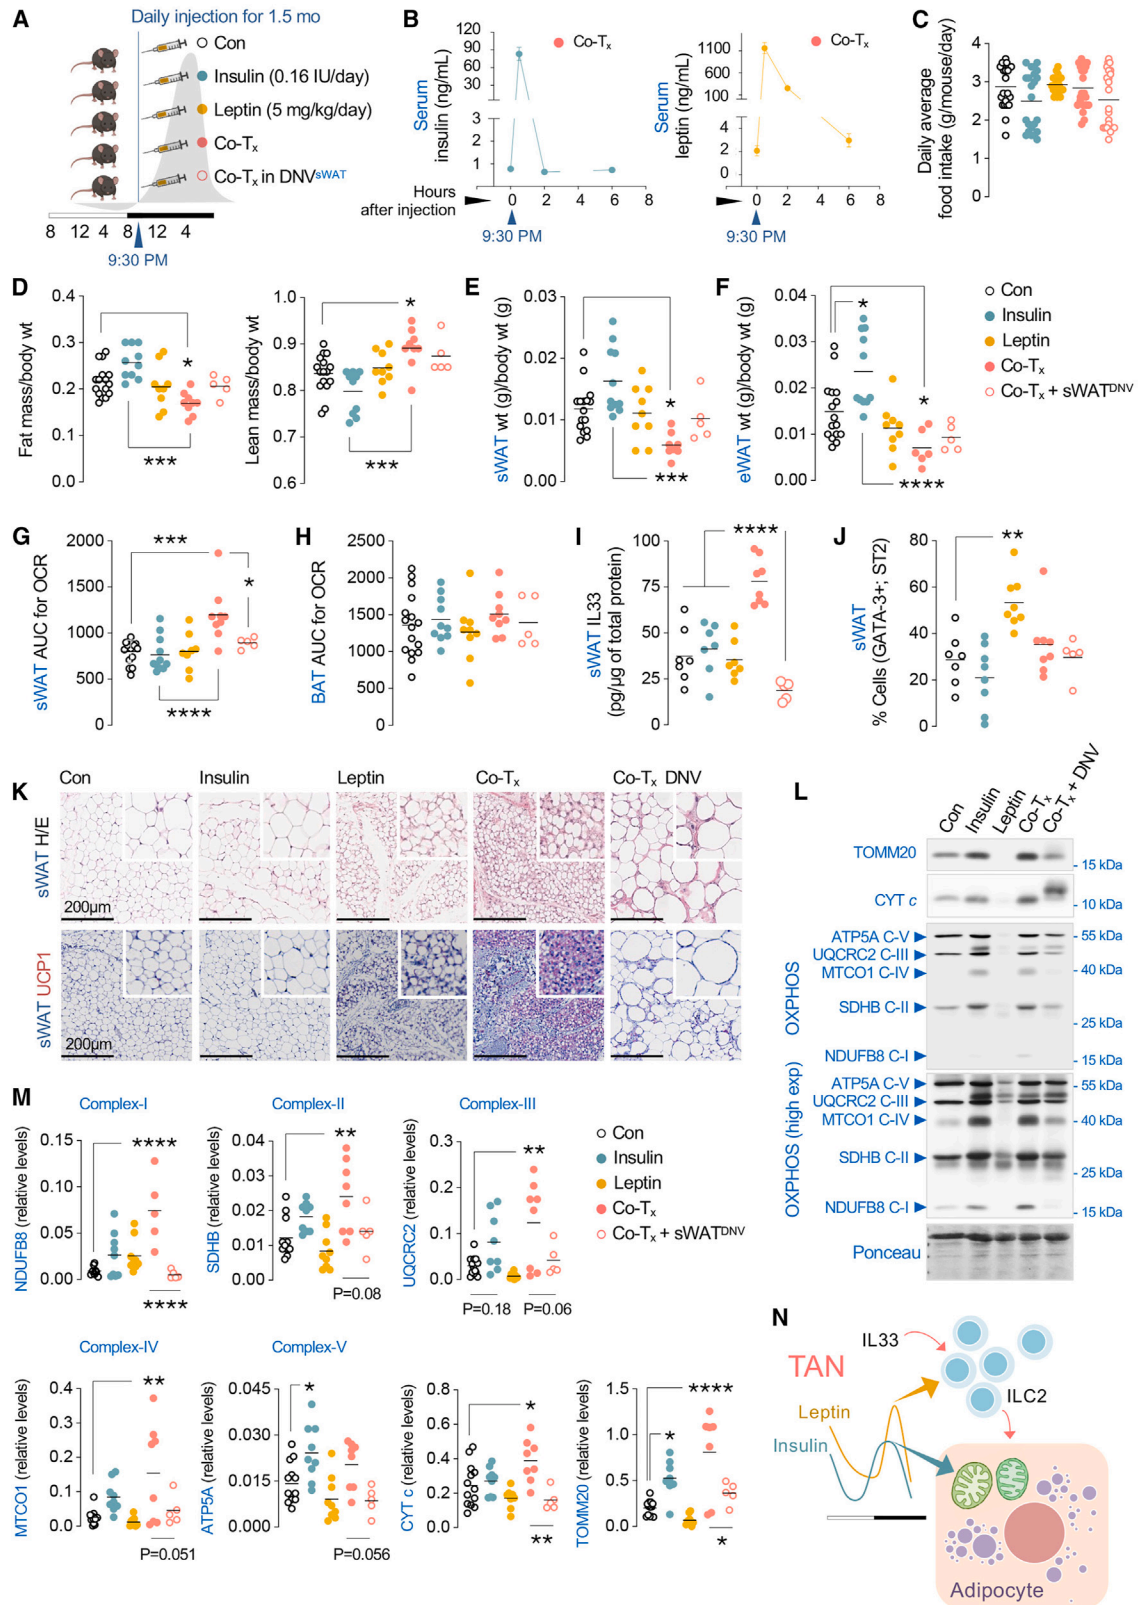 A
Daily injection for 1.5 mo
Con
Insulin (0.16 IU/day)
Leptin (5 mg/kg/day)
Co-Tx
Co-Tx in DNVsWAT
8 12 4 8 12 4
9:30 PM
B
Serum
insulin (ng/mL)
120
90
60
30
3
2
1
Co-Tx
Hours
after injection
0 2 4 6 8
9:30 PM
Serum
leptin (ng/mL)
1100
600
100
4
2
0
Co-Tx
0 2 4 6 8
9:30 PM
C
Daily average
food intake (g/mouse/day)
4
3
2
1
0
D
Fat mass/body wt
0.4
0.3
0.2
0.1
0.0
*
***
Lean mass/body wt
1.0
0.9
0.8
0.7
0.6
*
***
E
sWAT wt (g)/body wt (g)
0.03
0.02
0.01
0.00
*
***
F
eWAT wt (g)/body wt (g)
0.04
0.03
0.02
0.01
0.00
*
*
****
Con
Insulin
Leptin
Co-Tx
Co-Tx + sWATDNV
G
sWAT AUC for OCR
2000
1500
1000
500
0
***
*
****
H
BAT AUC for OCR
2500
2000
1500
1000
500
0
I
sWAT IL33
(pg/µg of total protein)
100
75
50
25
0
****
J
sWAT
% Cells (GATA-3+; ST2)
80
60
40
20
0
**
K
Con Insulin Leptin Co-Tx Co-Tx DNV
sWAT H/E
200µm
sWAT UCP1
200µm
L
Con Insulin Leptin Co-Tx Co-Tx + DNV
TOMM20
- 15 kDa
CYT c
- 10 kDa
OXPHOS
ATP5A C-V
- 55 kDa
UQCRC2 C-III
MTCO1 C-IV
- 40 kDa
SDHB C-II
- 25 kDa
NDUFB8 C-I
- 15 kDa
OXPHOS (high exp)
ATP5A C-V
- 55 kDa
UQCRC2 C-III
MTCO1 C-IV
- 40 kDa
SDHB C-II
- 25 kDa
NDUFB8 C-I
- 15 kDa
Ponceau
M
Complex-I
NDUFB8 (relative levels)
0.15
0.10
0.05
0.00
****
****
Complex-II
SDHB (relative levels)
0.04
0.03
0.02
0.01
0.00
**
P=0.08
Complex-III
UQCRC2 (relative levels)
0.3
0.2
0.1
0.0
**
P=0.18 P=0.06
Con
Insulin
Leptin
Co-Tx
Co-Tx + sWATDNV
Complex-IV
MTCO1 (relative levels)
0.4
0.3
0.2
0.1
0.0
**
P=0.051
Complex-V
ATP5A (relative levels)
0.045
0.030
0.015
0.000
*
P=0.056
CYT c (relative levels)
0.8
0.6
0.4
0.2
0.0
*
**
TOMM20 (relative levels)
1.5
1.0
0.5
0.0
****
*
*
N
IL33
TAN
ILC2
Leptin
Insulin
Adipocyte